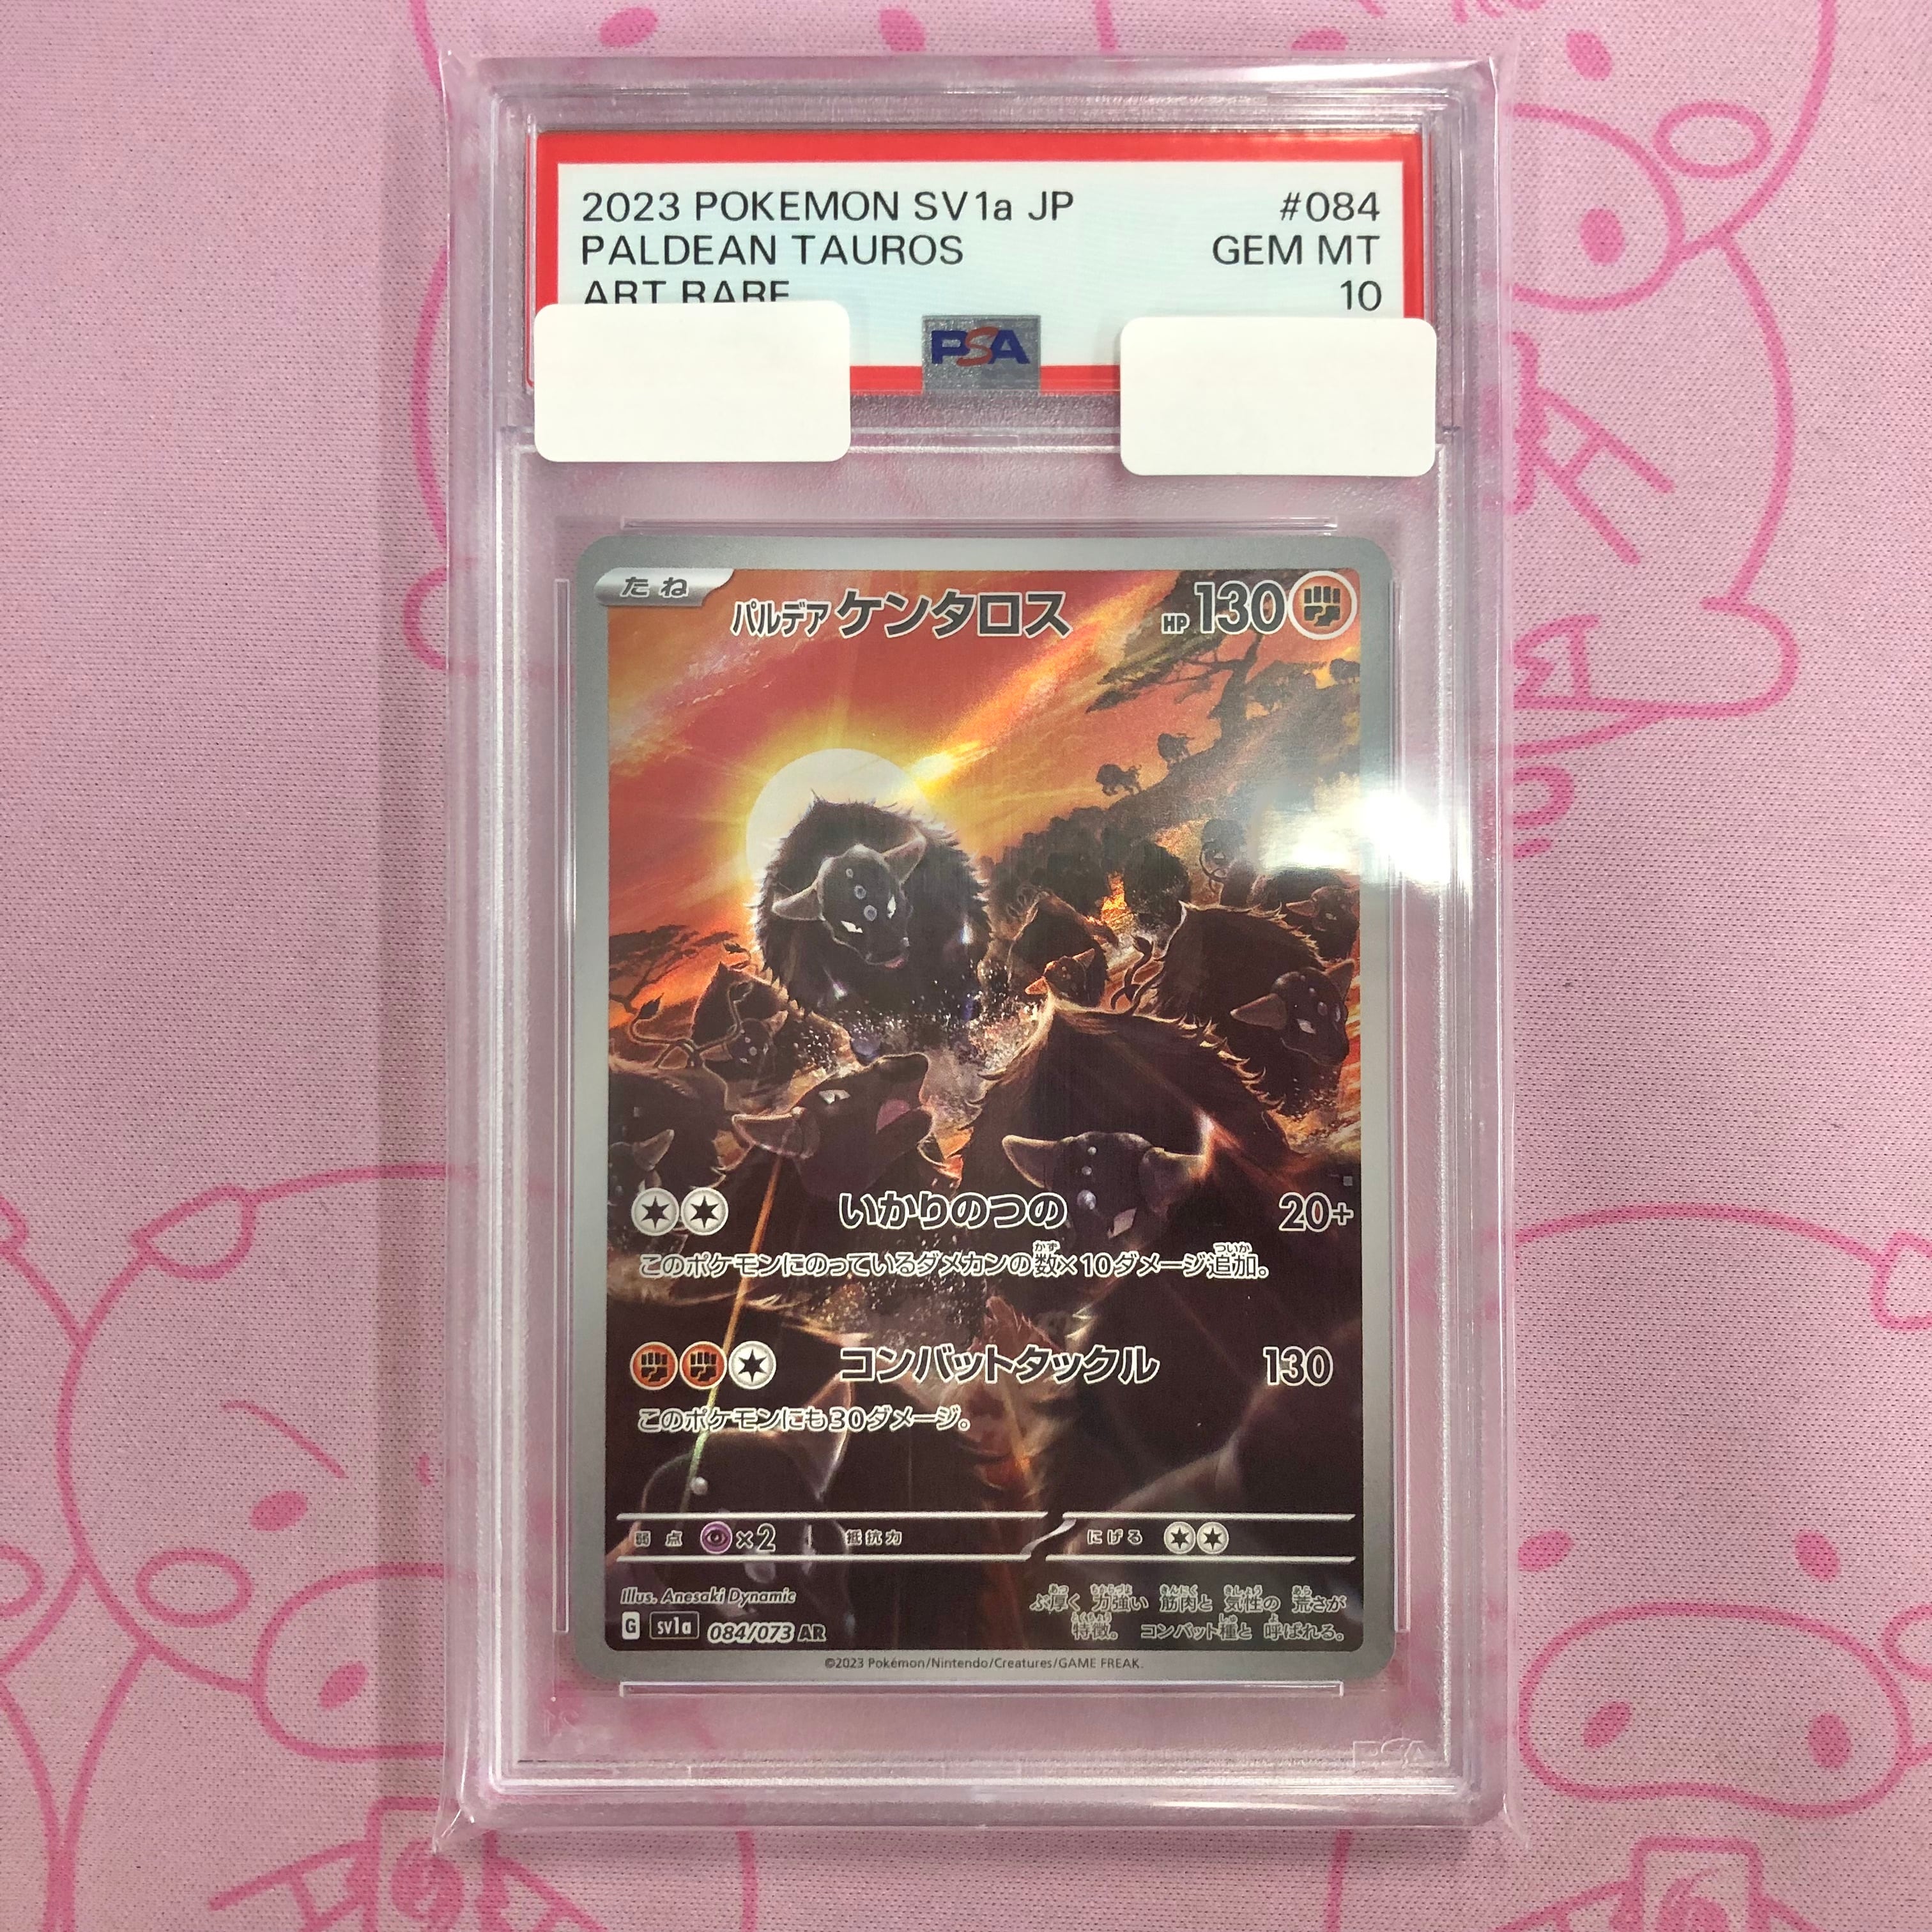 2023 POKEMON SV1a JP #084
PALDEAN TAUROS GEM MT
ART RARE 10
PSA
たね パルデアケンタロス HP130
いかりのつの 20+
このポケモンにのっているダメカンの数×10ダメージ追加。
コンバットタックル 130
このポケモンにも30ダメージ。
弱点 ×2 抵抗力 にげる
Illus. Anesaki Dynamic
ぶ厚く 力強い 筋肉と 気性の 荒さが
特徴。 コンバット種と 呼ばれる。
G sv1a 084/073 AR
©2023 Pokémon/Nintendo/Creatures/GAME FREAK.
PSA